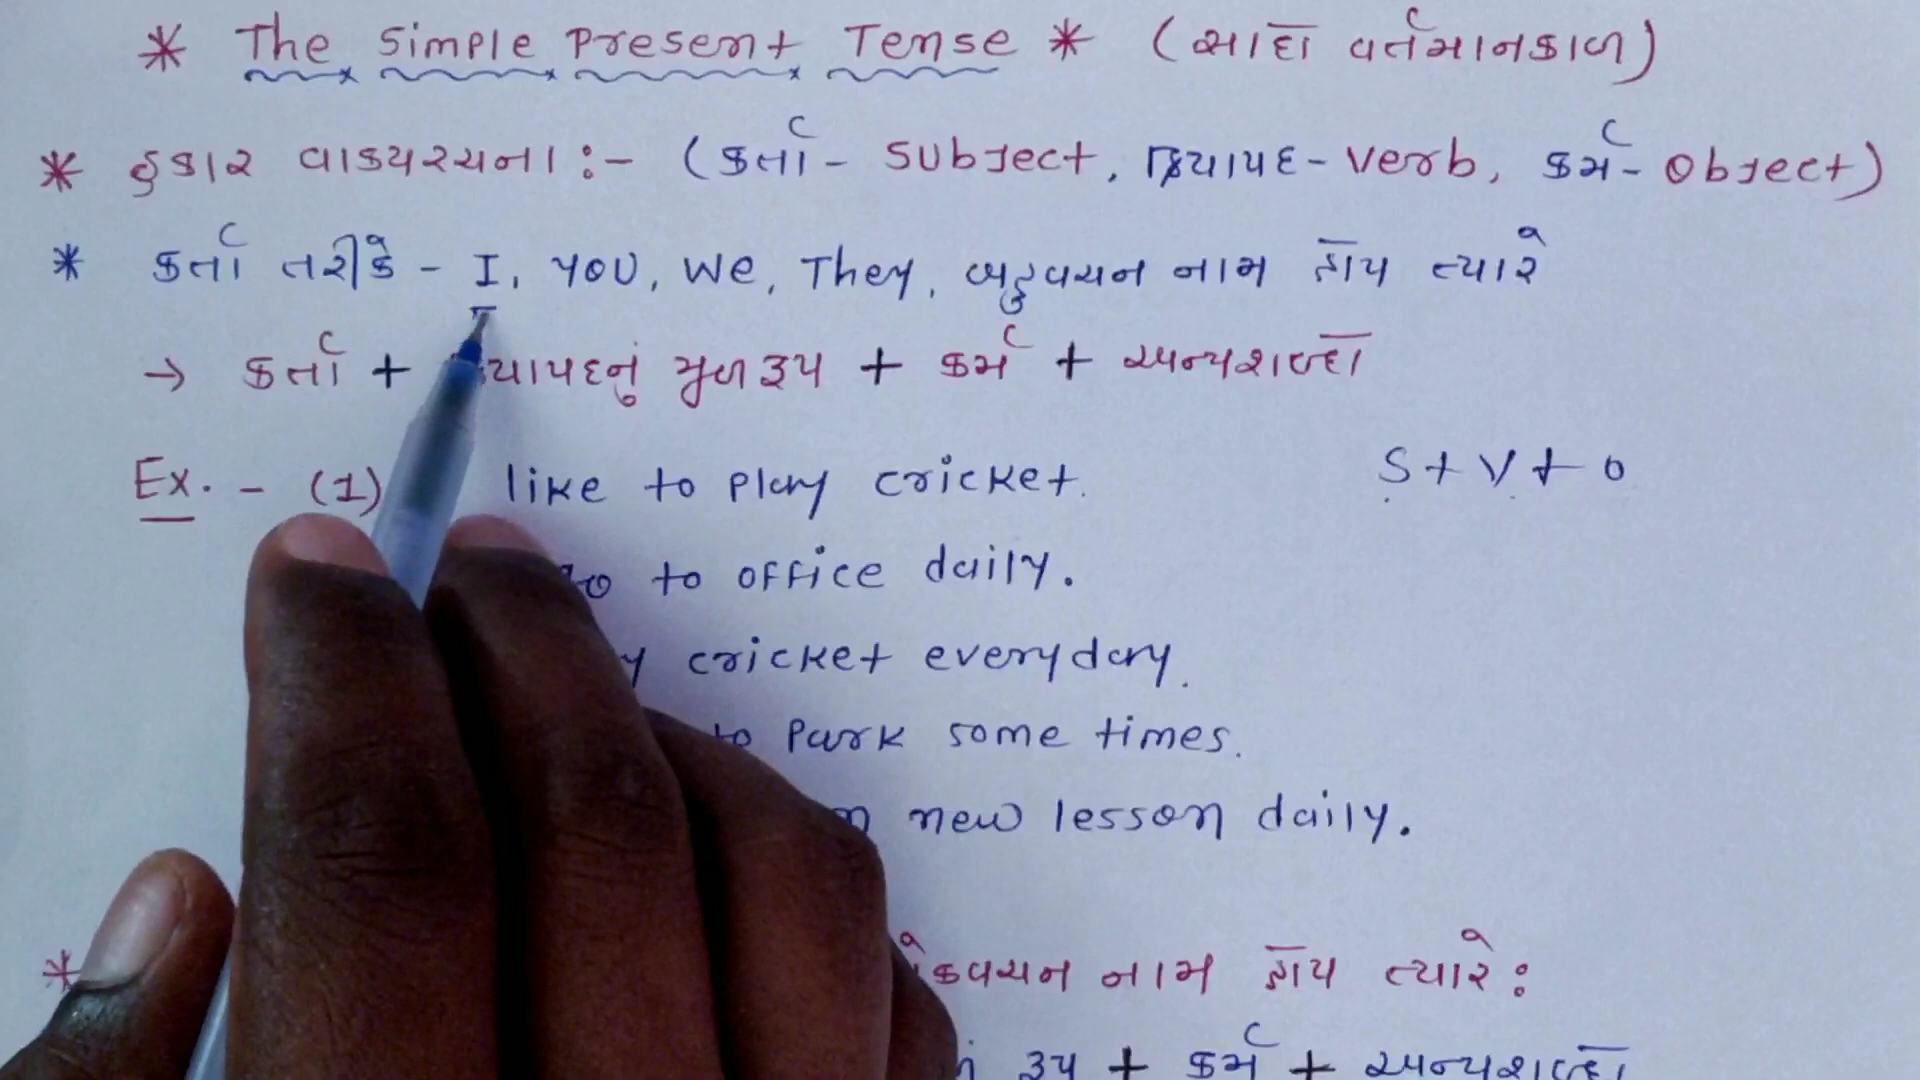 * The Simple Present Tense * (સાદો વર્તમાનકાળ)
* હકાર વાક્યરચના :- (કર્તા - Subject, ક્રિયાપદ - Verb, કર્મ - Object)
* કર્તા તરીકે - I, you, We, They, બહુવચન નામ હોય ત્યારે
→ કર્તા + મુળરૂપ + કર્મ + અન્યશબ્દો
Ex. - (1) like to play cricket. S + V + O
to office daily.
cricket everyday.
to park some times.
new lesson daily.
* નામ હોય ત્યારે:
રૂપ + કર્મ + અન્યશબ્દો